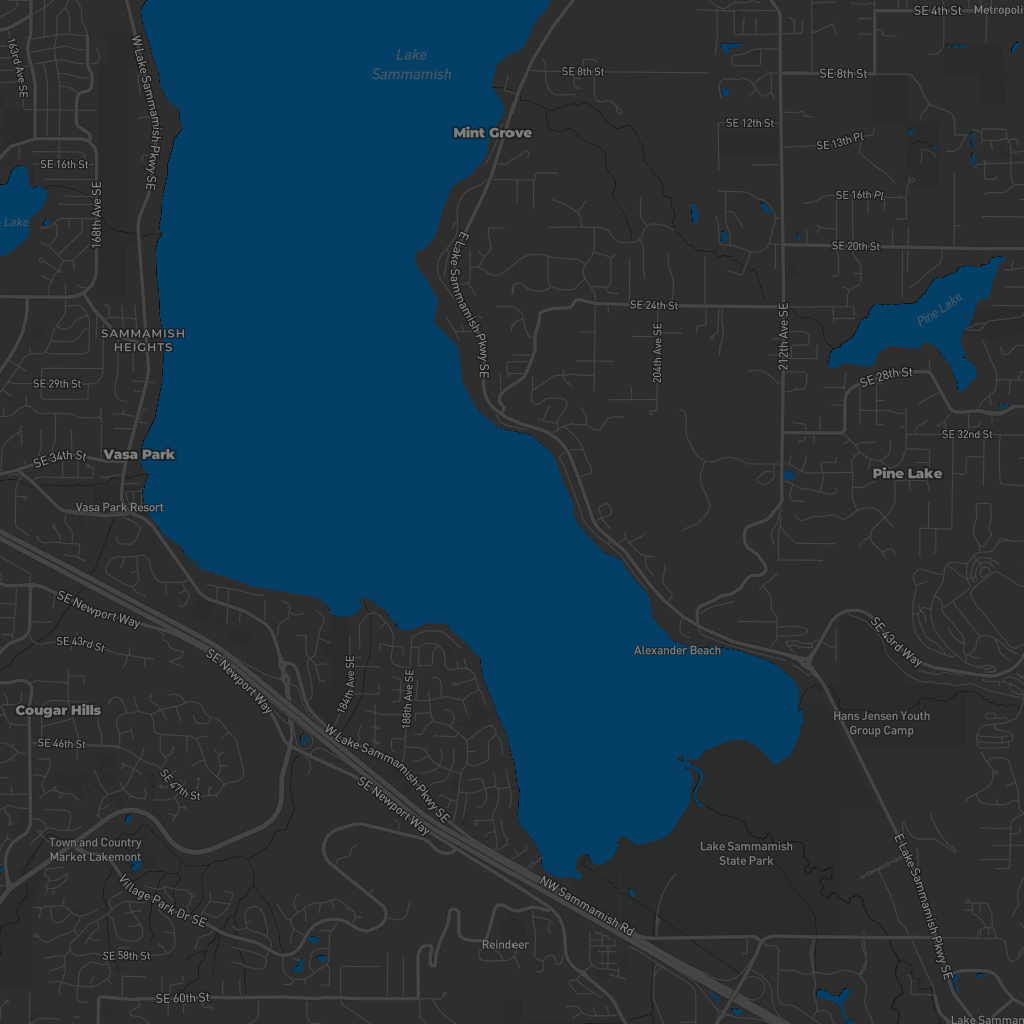 SE 4th St
Metropolit
163rd Ave SE
W Lake Sammamish Pkwy SE
Lake
Sammamish
SE 8th St
SE 8th St
Mint Grove
SE 12th St
SE 13th Pl
SE 16th St
168th Ave SE
SE 16th Pl
Lake
E Lake Sammamish Pkwy SE
SE 20th St
SE 24th St
Pine Lake
SAMMAMISH
HEIGHTS
204th Ave SE
212th Ave SE
SE 29th St
SE 28th St
SE 32nd St
SE 34th St
Vasa Park
Pine Lake
Vasa Park Resort
SE Newport Way
SE 43rd St
SE 43rd Way
SE Newport Way
184th Ave SE
188th Ave SE
Alexander Beach
Cougar Hills
Hans Jensen Youth
Group Camp
SE 46th St
W Lake Sammamish Pkwy SE
SE 47th St
SE Newport Way
Town and Country
Market Lakemont
Lake Sammamish
State Park
E Lake Sammamish Pkwy SE
Village Park Dr SE
NW Sammamish Rd
Reindeer
SE 58th St
SE 60th St
Lake Samman